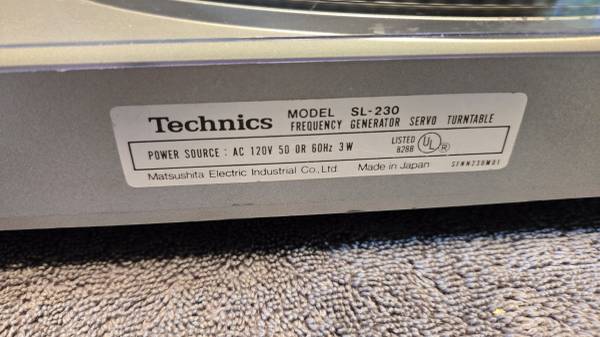 Technics MODEL SL-230
FREQUENCY GENERATOR SERVO TURNTABLE
POWER SOURCE : AC 120V 50 OR 60Hz 3W
LISTED
828B
UL ®
Matsushita Electric Industrial Co., Ltd. Made in Japan
SFNN230M01